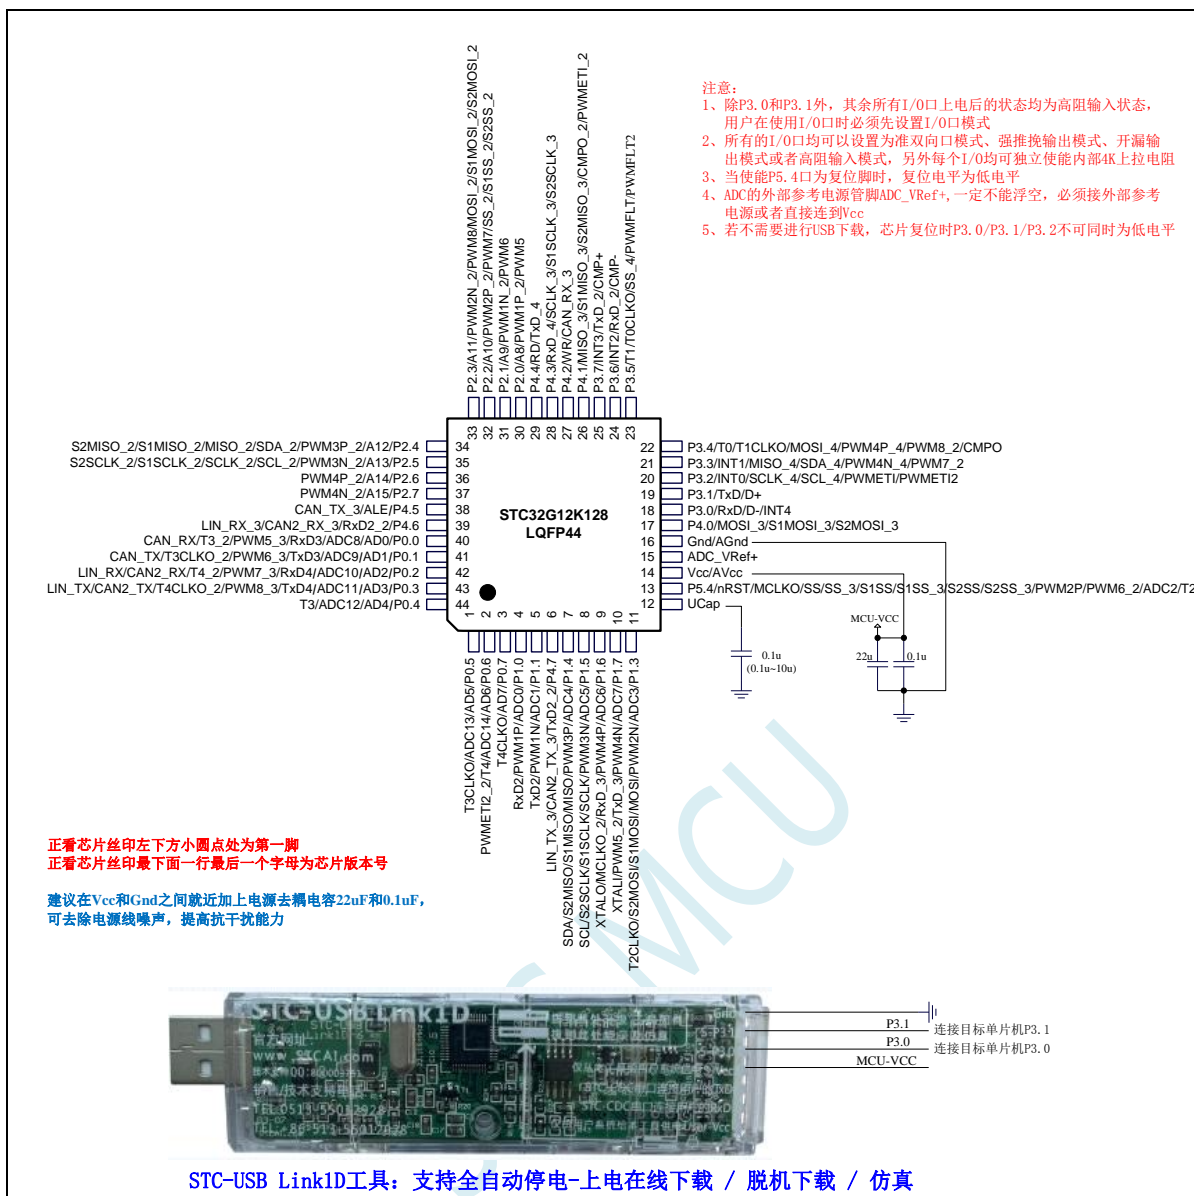 注意：
1、除P3.0和P3.1外，其余所有I/O口上电后的状态均为高阻输入状态，
用户在使用I/O口时必须先设置I/O口模式
2、所有的I/O口均可以设置为准双向口模式、强推挽输出模式、开漏输
出模式或者高阻输入模式，另外每个I/O均可独立使能内部4K上拉电阻
3、当使能P5.4口为复位脚时，复位电平为低电平
4、ADC的外部参考电源管脚ADC_VRef+,一定不能浮空，必须接外部参考
电源或者直接连到Vcc
5、若不需要进行USB下载，芯片复位时P3.0/P3.1/P3.2不可同时为低电平
P2.3/A11/PWM2N_2/PWM8/MOSI_2/S1MOSI_2/S2MOSI_2
P2.2/A10/PWM2P_2/PWM7/SS_2/S1SS_2/S2SS_2
P2.1/A9/PWM1N_2/PWM6
P2.0/A8/PWM1P_2/PWM5
P4.4/RD/TxD_4
P4.3/RxD_4/SCLK_3/S1SCLK_3/S2SCLK_3
P4.2/WR/CAN_RX_3
P4.1/MISO_3/S1MISO_3/S2MISO_3/CMPO_2/PWMETI_2
P3.7/INT3/TxD_2/CMP+
P3.6/INT2/RxD_2/CMP-
P3.5/T1/T0CLKO/SS_4/PWMFLT/PWMFLT2
33 32 31 30 29 28 27 26 25 24 23
S2MISO_2/S1MISO_2/MISO_2/SDA_2/PWM3P_2/A12/P2.4 34
S2SCLK_2/S1SCLK_2/SCLK_2/SCL_2/PWM3N_2/A13/P2.5 35
PWM4P_2/A14/P2.6 36
PWM4N_2/A15/P2.7 37
CAN_TX_3/ALE/P4.5 38
LIN_RX_3/CAN2_RX_3/RxD2_2/P4.6 39
CAN_RX/T3_2/PWM5_3/RxD3/ADC8/AD0/P0.0 40
CAN_TX/T3CLKO_2/PWM6_3/TxD3/ADC9/AD1/P0.1 41
LIN_RX/CAN2_RX/T4_2/PWM7_3/RxD4/ADC10/AD2/P0.2 42
LIN_TX/CAN2_TX/T4CLKO_2/PWM8_3/TxD4/ADC11/AD3/P0.3 43
T3/ADC12/AD4/P0.4 44
STC32G12K128
LQFP44
22 P3.4/T0/T1CLKO/MOSI_4/PWM4P_4/PWM8_2/CMPO
21 P3.3/INT1/MISO_4/SDA_4/PWM4N_4/PWM7_2
20 P3.2/INT0/SCLK_4/SCL_4/PWMETI/PWMETI2
19 P3.1/TxD/D+
18 P3.0/RxD/D-/INT4
17 P4.0/MOSI_3/S1MOSI_3/S2MOSI_3
16 Gnd/AGnd
15 ADC_VRef+
14 Vcc/AVcc
13 P5.4/nRST/MCLKO/SS/SS_3/S1SS/S1SS_3/S2SS/S2SS_3/PWM2P/PWM6_2/ADC2/T2
12 UCap
1 2 3 4 5 6 7 8 9 10 11
T3CLKO/ADC13/AD5/P0.5
PWMETI2_2/T4/ADC14/AD6/P0.6
T4CLKO/AD7/P0.7
RxD2/PWM1P/ADC0/P1.0
TxD2/PWM1N/ADC1/P1.1
LIN_TX_3/CAN2_TX_3/TxD2_2/P4.7
SDA/S2MISO/S1MISO/MISO/PWM3P/ADC4/P1.4
SCL/S2SCLK/S1SCLK/SCLK/PWM3N/ADC5/P1.5
XTALO/MCLKO_2/RxD_3/PWM4P/ADC6/P1.6
XTALI/PWM5_2/TxD_3/PWM4N/ADC7/P1.7
T2CLKO/S2MOSI/S1MOSI/MOSI/PWM2N/ADC3/P1.3
MCU-VCC
22u
0.1u
0.1u
(0.1u~10u)
正看芯片丝印左下方小圆点处为第一脚
正看芯片丝印最下面一行最后一个字母为芯片版本号
建议在Vcc和Gnd之间就近加上电源去耦电容22uF和0.1uF，
可去除电源线噪声，提高抗干扰能力
MCU
STC-USB Link1D
官方网址:
www.STCAI.com
TEL:0513-55012928
P3.1
连接目标单片机P3.1
P3.0
连接目标单片机P3.0
MCU-VCC
STC-USB Link1D工具：支持全自动停电-上电在线下载 / 脱机下载 / 仿真